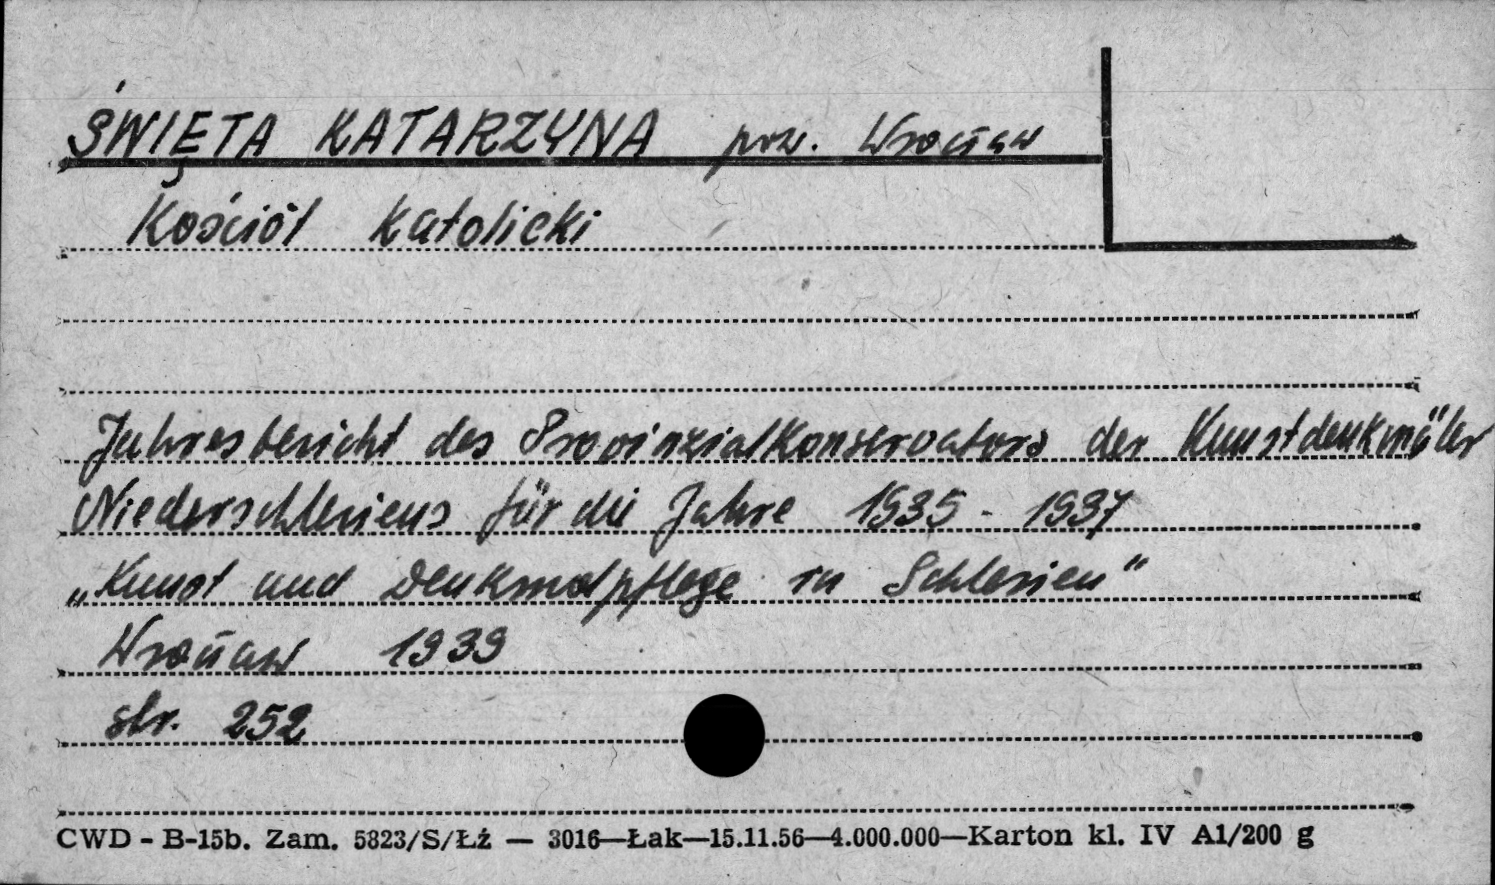 ŚWIĘTA KATARZYNA pow. Wrocław
Kościół Katolicki
Jahresbericht des Provinzialkonservators der Kunstdenkmäler
Niederschlesiens für die Jahre 1935 - 1937
„Kunst und Denkmalpflege in Schlesien"
Wrocław 1939
str. 252
CWD - B-15b. Zam. 5823/S/Łź — 3016—Łak—15.11.56—4.000.000—Karton kl. IV A1/200 g